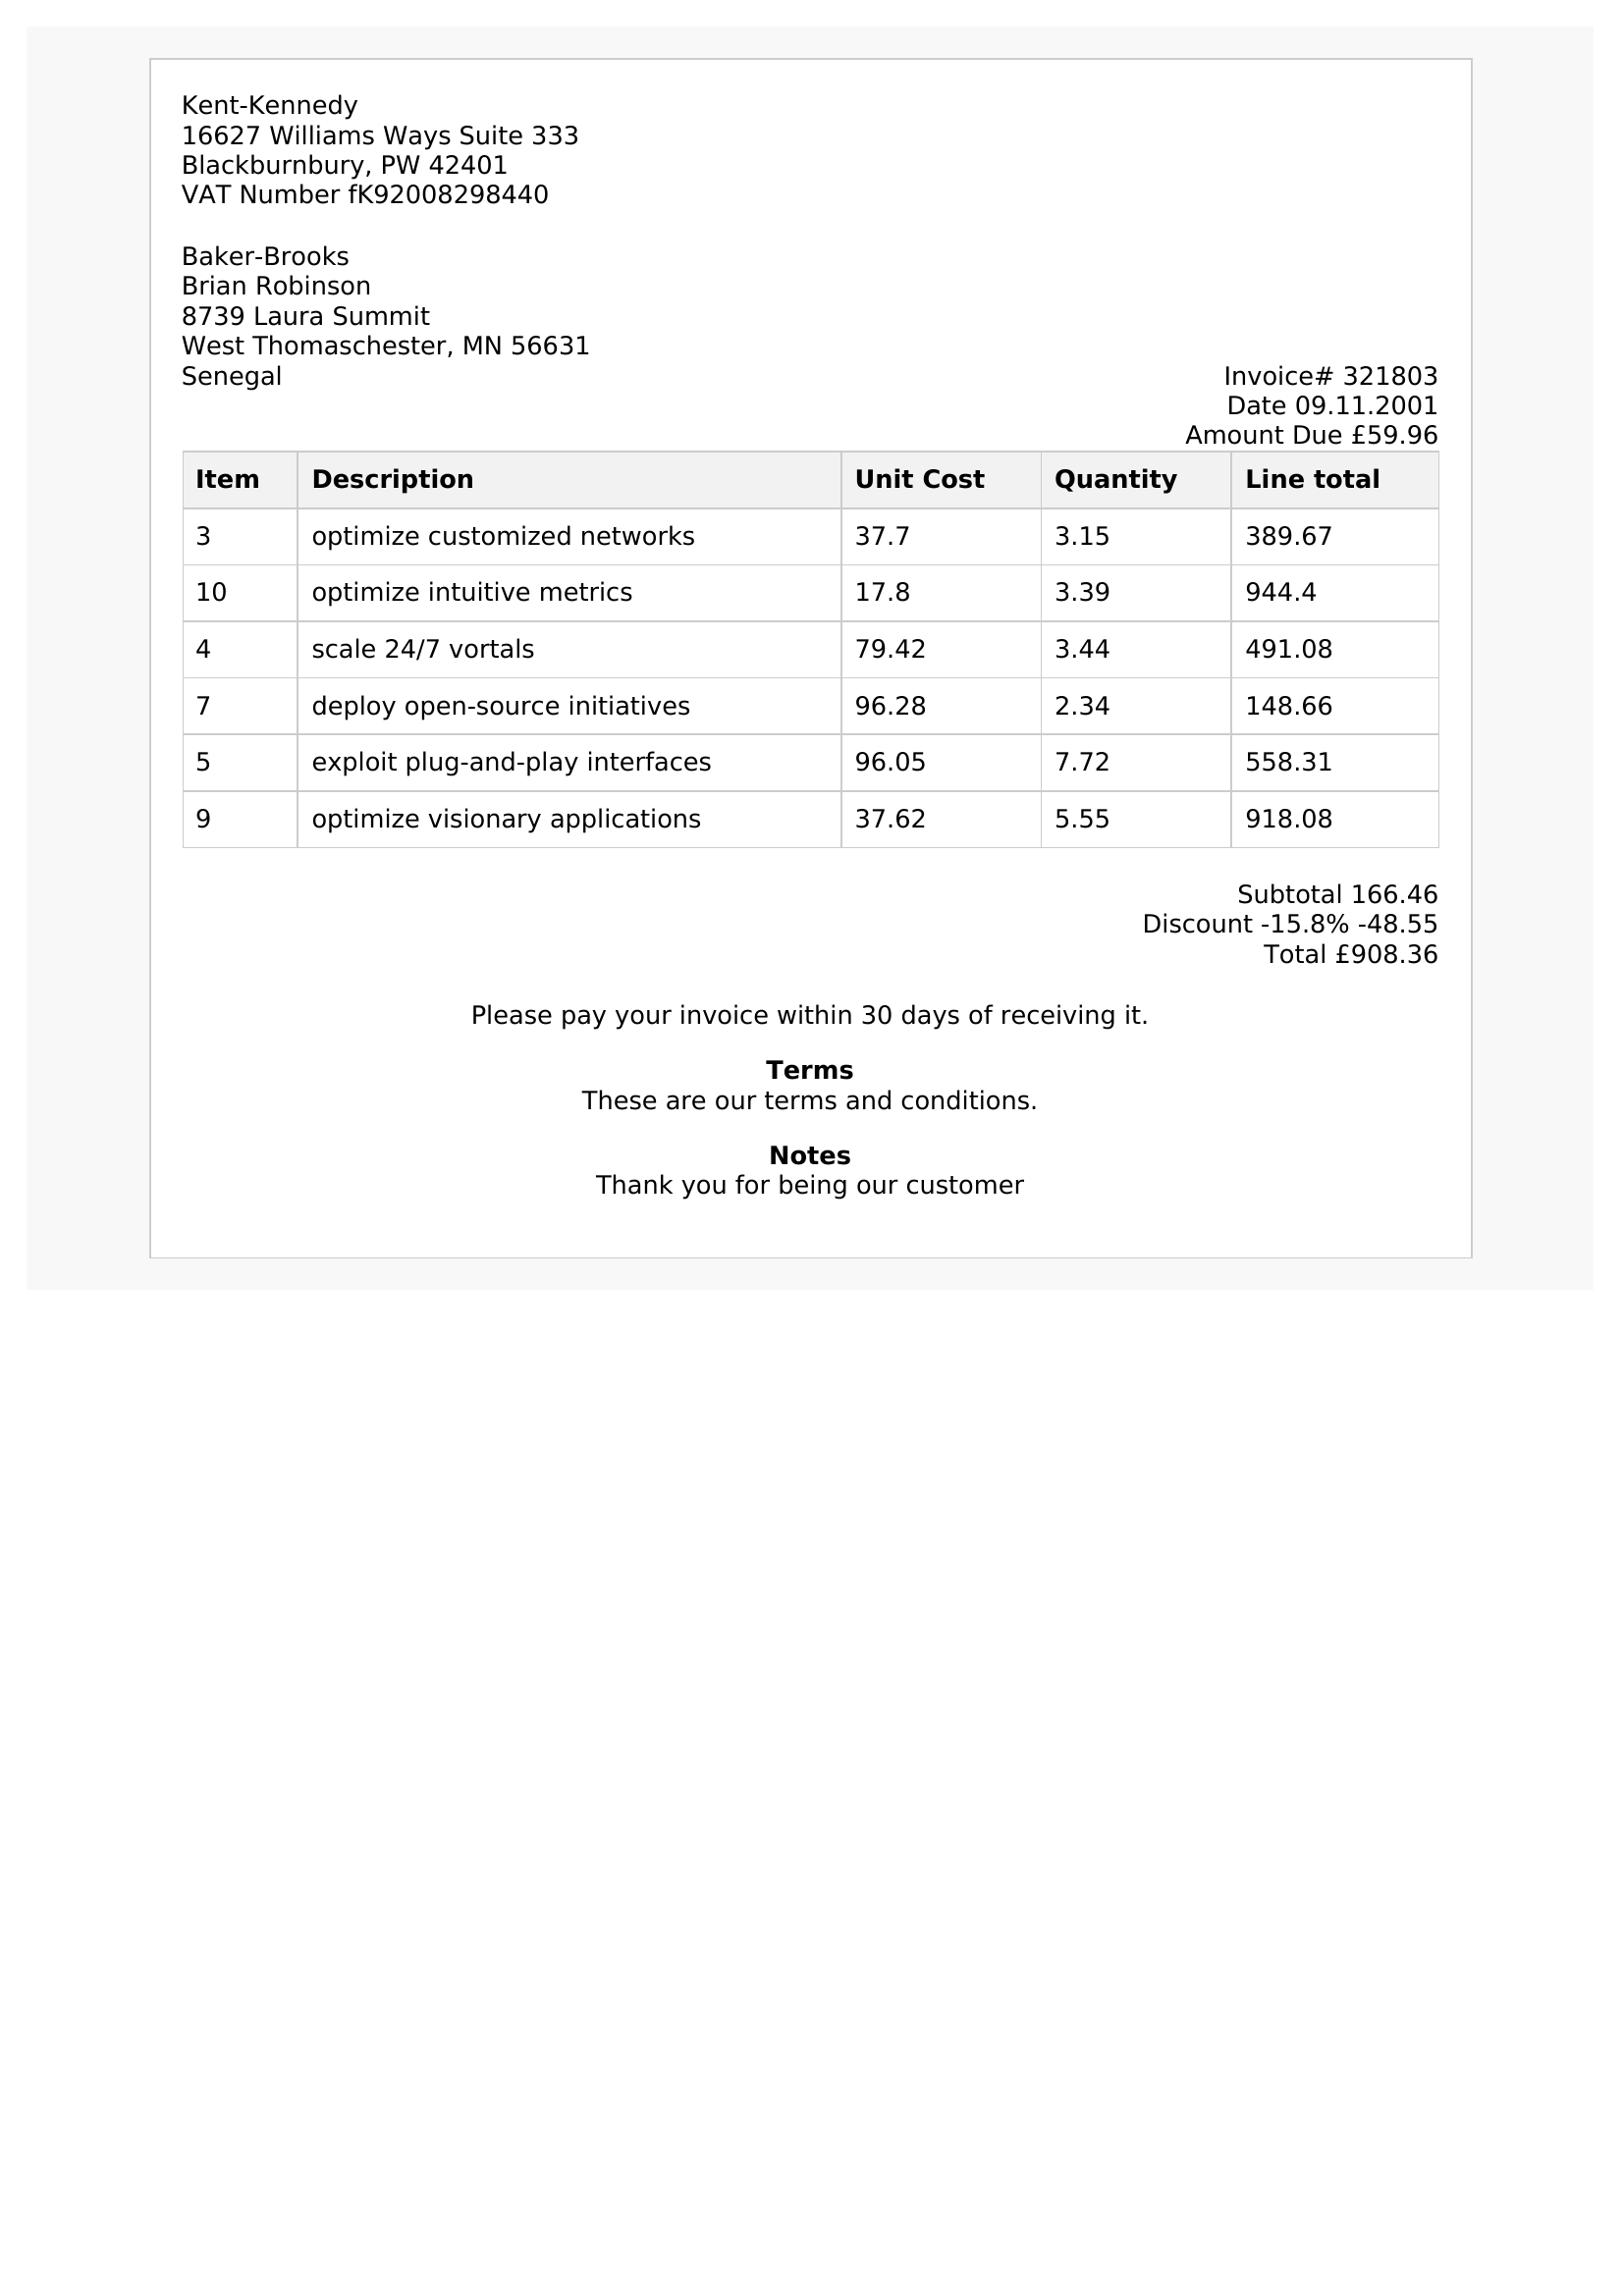 Kent-Kennedy
16627 Williams Ways Suite 333
Blackburnbury, PW 42401
VAT Number fK92008298440
Baker-Brooks
Brian Robinson
8739 Laura Summit
West Thomaschester, MN 56631
Senegal
Invoice# 321803
Date 09.11.2001
Amount Due £59.96
Item Description Unit Cost Quantity Line total
3 optimize customized networks 37.7 3.15 389.67
10 optimize intuitive metrics 17.8 3.39 944.4
4 scale 24/7 vortals 79.42 3.44 491.08
7 deploy open-source initiatives 96.28 2.34 148.66
5 exploit plug-and-play interfaces 96.05 7.72 558.31
9 optimize visionary applications 37.62 5.55 918.08
Subtotal 166.46
Discount -15.8% -48.55
Total £908.36
Please pay your invoice within 30 days of receiving it.
Terms
These are our terms and conditions.
Notes
Thank you for being our customer